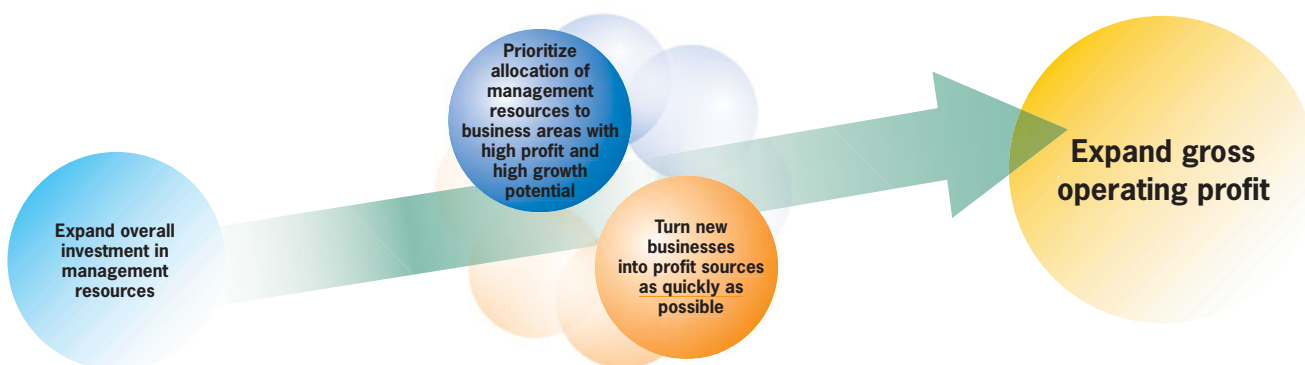 Expand overall
investment in
management
resources
Prioritize
allocation of
management
resources to
business areas with
high profit and
high growth
potential
Turn new
businesses
into profit sources
as quickly as
possible
Expand gross
operating profit